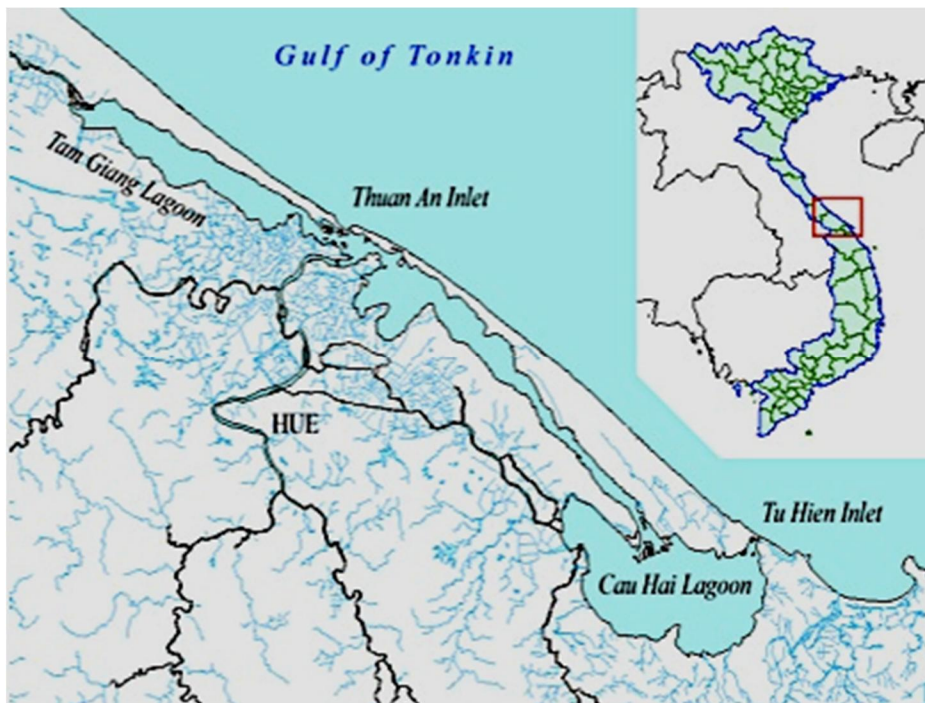 Gulf of Tonkin
Tam Giang Lagoon
Thuan An Inlet
HUE
Tu Hien Inlet
Cau Hai Lagoon